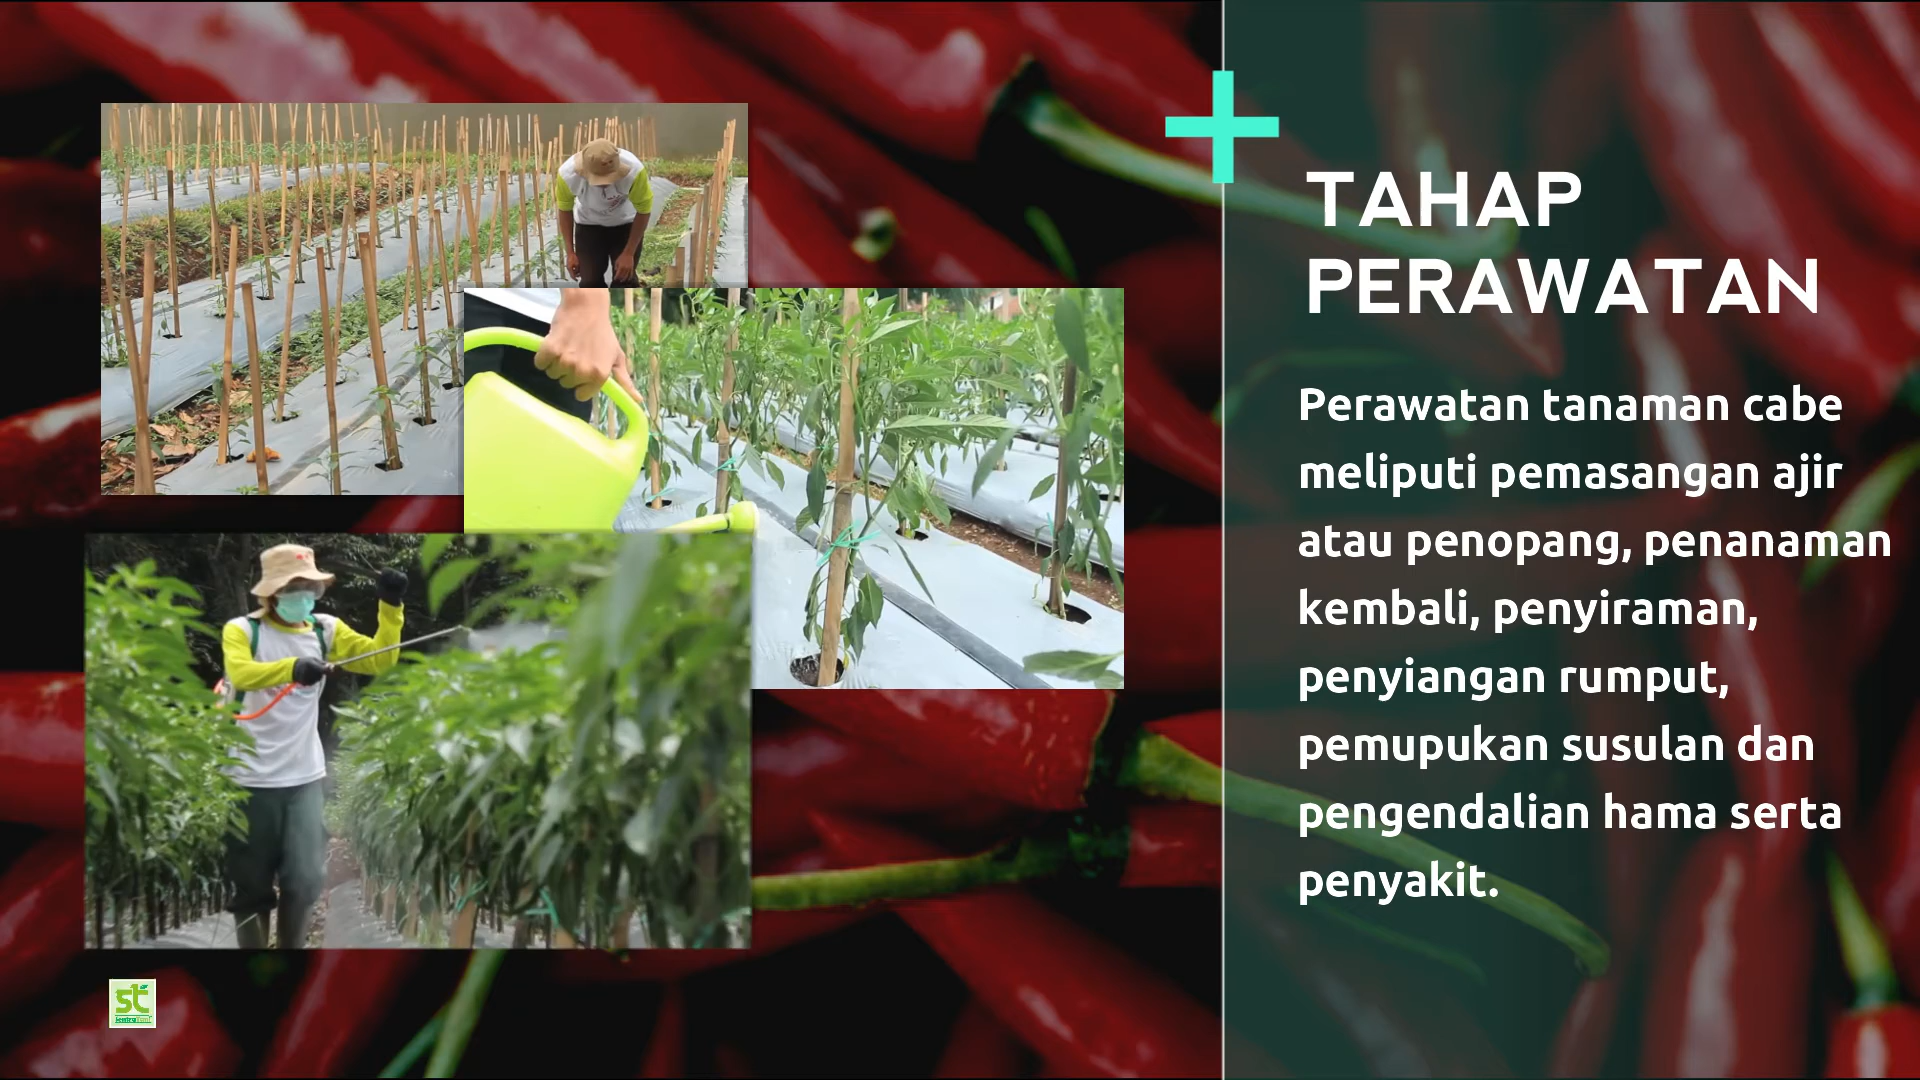 TAHAP
PERAWATAN
Perawatan tanaman cabe
meliputi pemasangan ajir
atau penopang, penanaman
kembali, penyiraman,
penyiangan rumput,
pemupukan susulan dan
pengendalian hama serta
penyakit.
st